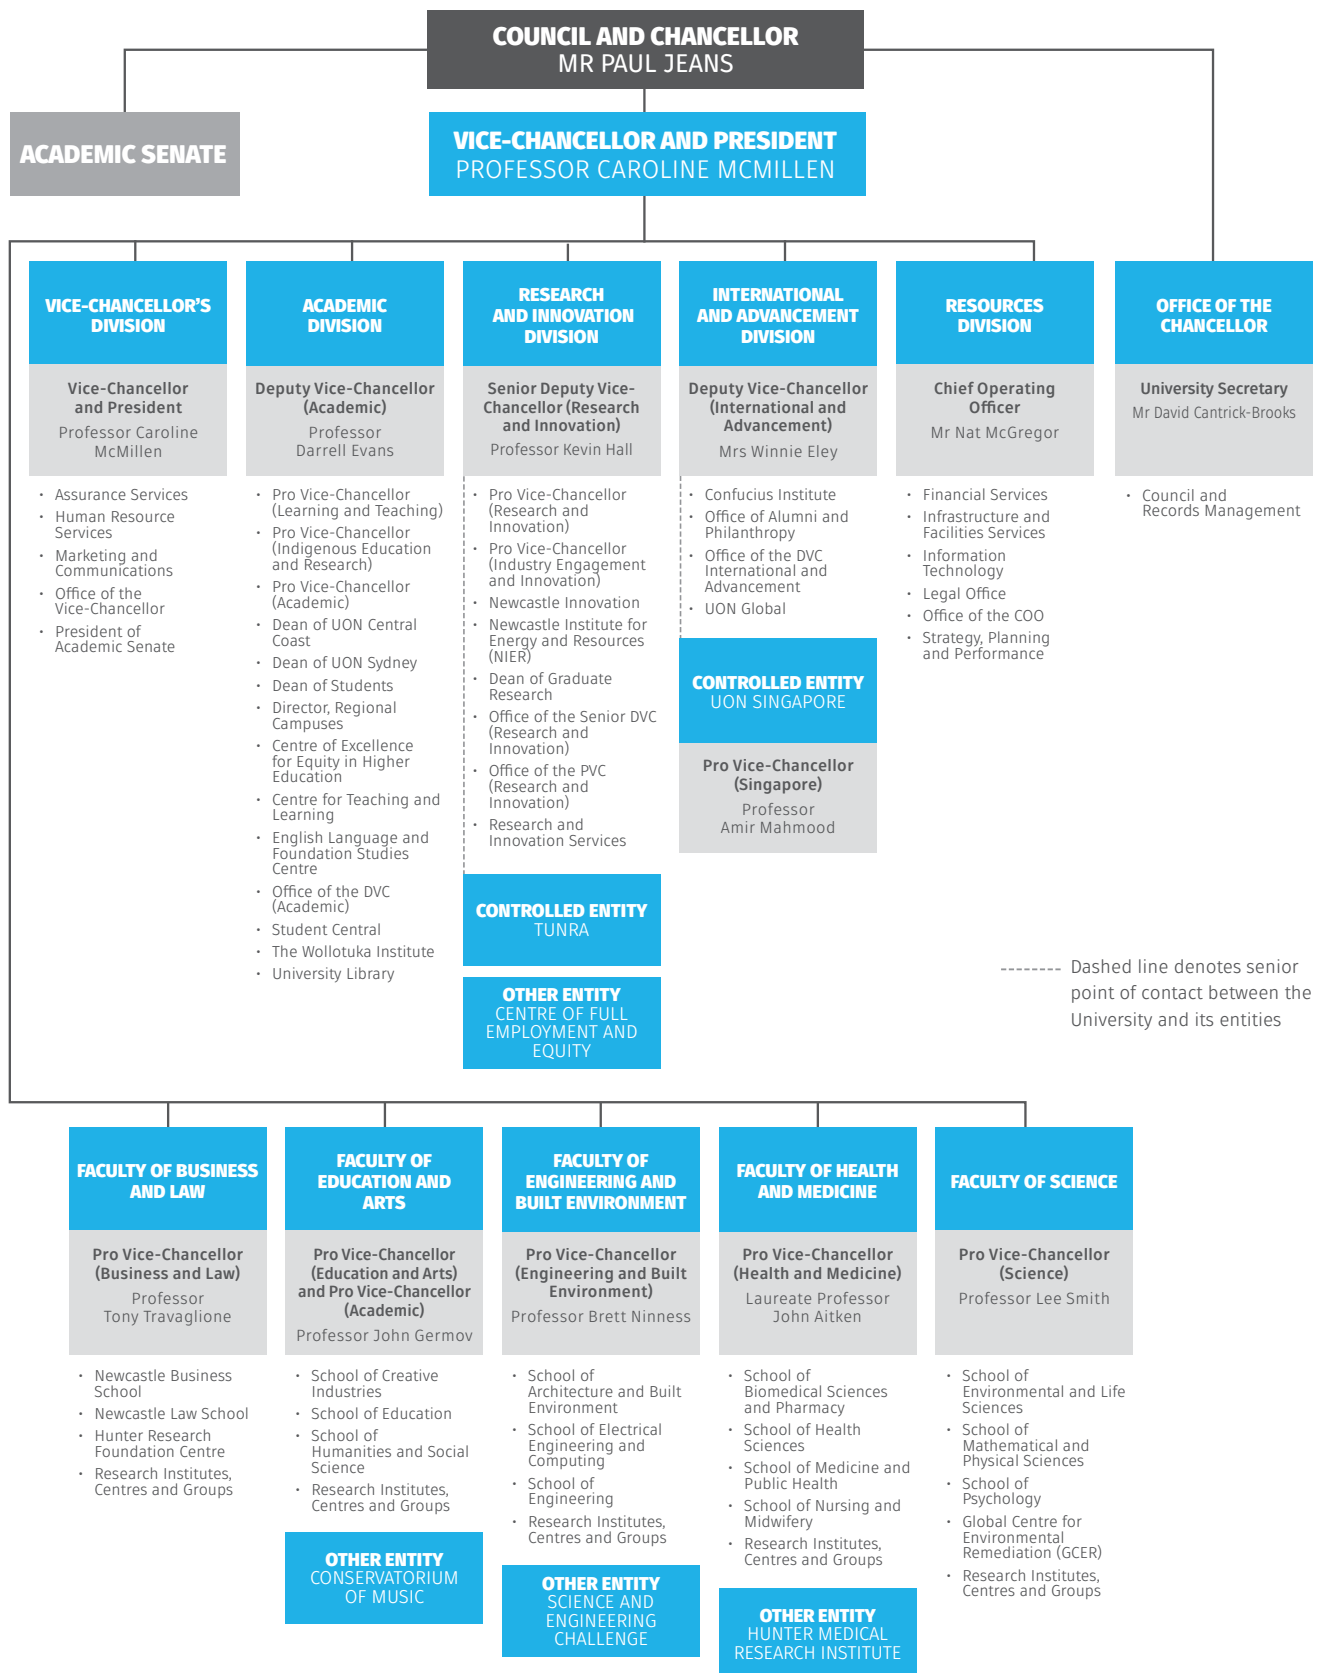 COUNCIL AND CHANCELLOR
MR PAUL JEANS
ACADEMIC SENATE
VICE-CHANCELLOR AND PRESIDENT
PROFESSOR CAROLINE MCMILLEN
VICE-CHANCELLOR'S
DIVISION
Vice-Chancellor
and President
Professor Caroline
McMillen
• Assurance Services
• Human Resource
Services
• Marketing and
Communications
• Office of the
Vice-Chancellor
• President of
Academic Senate
ACADEMIC
DIVISION
Deputy Vice-Chancellor
(Academic)
Professor
Darrell Evans
• Pro Vice-Chancellor
(Learning and Teaching)
• Pro Vice-Chancellor
(Indigenous Education
and Research)
• Pro Vice-Chancellor
(Academic)
• Dean of UON Central
Coast
• Dean of UON Sydney
• Dean of Students
• Director, Regional
Campuses
• Centre of Excellence
for Equity in Higher
Education
• Centre for Teaching and
Learning
• English Language and
Foundation Studies
Centre
• Office of the DVC
(Academic)
• Student Central
• The Wollotuka Institute
• University Library
RESEARCH
AND INNOVATION
DIVISION
Senior Deputy Vice-
Chancellor (Research
and Innovation)
Professor Kevin Hall
• Pro Vice-Chancellor
(Research and
Innovation)
• Pro Vice-Chancellor
(Industry Engagement
and Innovation)
• Newcastle Innovation
• Newcastle Institute for
Energy and Resources
(NIER)
• Dean of Graduate
Research
• Office of the Senior DVC
(Research and
Innovation)
• Office of the PVC
(Research and
Innovation)
• Research and
Innovation Services
CONTROLLED ENTITY
TUNRA
OTHER ENTITY
CENTRE OF FULL
EMPLOYMENT AND
EQUITY
INTERNATIONAL
AND ADVANCEMENT
DIVISION
Deputy Vice-Chancellor
(International and
Advancement)
Mrs Winnie Eley
• Confucius Institute
• Office of Alumni and
Philanthropy
• Office of the DVC
International and
Advancement
• UON Global
CONTROLLED ENTITY
UON SINGAPORE
Pro Vice-Chancellor
(Singapore)
Professor
Amir Mahmood
RESOURCES
DIVISION
Chief Operating
Officer
Mr Nat McGregor
• Financial Services
• Infrastructure and
Facilities Services
• Information
Technology
• Legal Office
• Office of the COO
• Strategy, Planning
and Performance
OFFICE OF THE
CHANCELLOR
University Secretary
Mr David Cantrick-Brooks
• Council and
Records Management
Dashed line denotes senior
point of contact between the
University and its entities
FACULTY OF BUSINESS
AND LAW
Pro Vice-Chancellor
(Business and Law)
Professor
Tony Travaglione
• Newcastle Business
School
• Newcastle Law School
• Hunter Research
Foundation Centre
• Research Institutes,
Centres and Groups
FACULTY OF
EDUCATION AND
ARTS
Pro Vice-Chancellor
(Education and Arts)
and Pro Vice-Chancellor
(Academic)
Professor John Germov
• School of Creative
Industries
• School of Education
• School of
Humanities and Social
Science
• Research Institutes,
Centres and Groups
OTHER ENTITY
CONSERVATORIUM
OF MUSIC
FACULTY OF
ENGINEERING AND
BUILT ENVIRONMENT
Pro Vice-Chancellor
(Engineering and Built
Environment)
Professor Brett Ninness
• School of
Architecture and Built
Environment
• School of Electrical
Engineering and
Computing
• School of
Engineering
• Research Institutes,
Centres and Groups
OTHER ENTITY
SCIENCE AND
ENGINEERING
CHALLENGE
FACULTY OF HEALTH
AND MEDICINE
Pro Vice-Chancellor
(Health and Medicine)
Laureate Professor
John Aitken
• School of
Biomedical Sciences
and Pharmacy
• School of Health
Sciences
• School of Medicine and
Public Health
• School of Nursing and
Midwifery
• Research Institutes,
Centres and Groups
OTHER ENTITY
HUNTER MEDICAL
RESEARCH INSTITUTE
FACULTY OF SCIENCE
Pro Vice-Chancellor
(Science)
Professor Lee Smith
• School of
Environmental and Life
Sciences
• School of
Mathematical and
Physical Sciences
• School of
Psychology
• Global Centre for
Environmental
Remediation (GCER)
• Research Institutes,
Centres and Groups